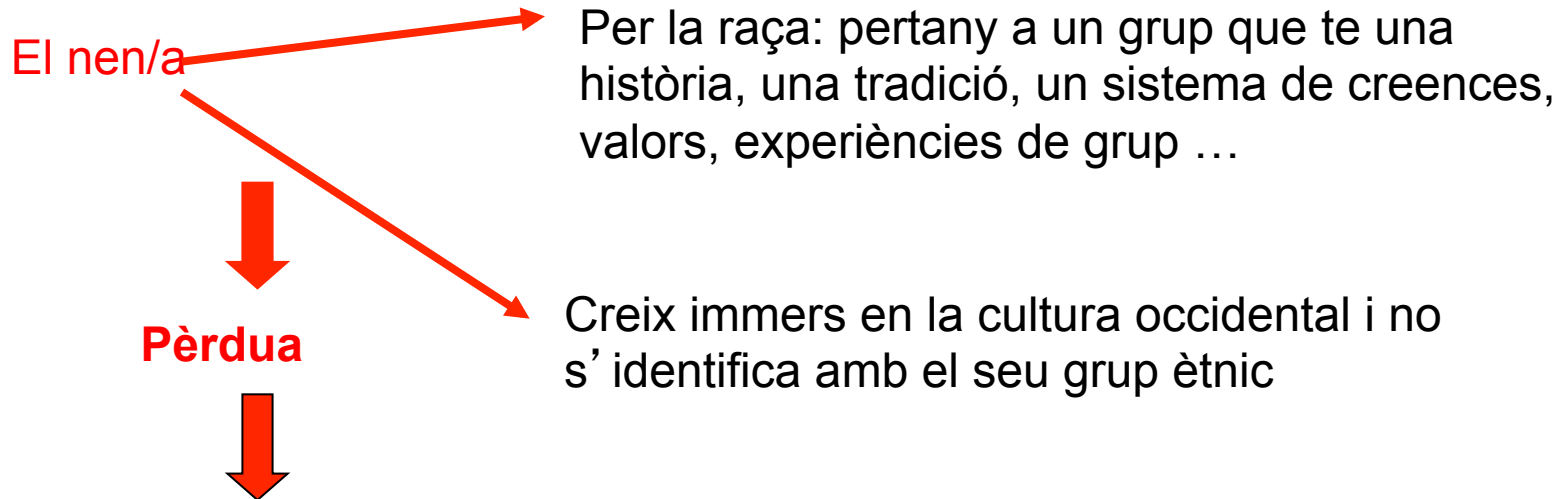 El nen/a
Per la raça: pertany a un grup que te una
història, una tradició, un sistema de creences,
valors, experiències de grup …
Pèrdua
Creix immers en la cultura occidental i no
s’ identifica amb el seu grup ètnic